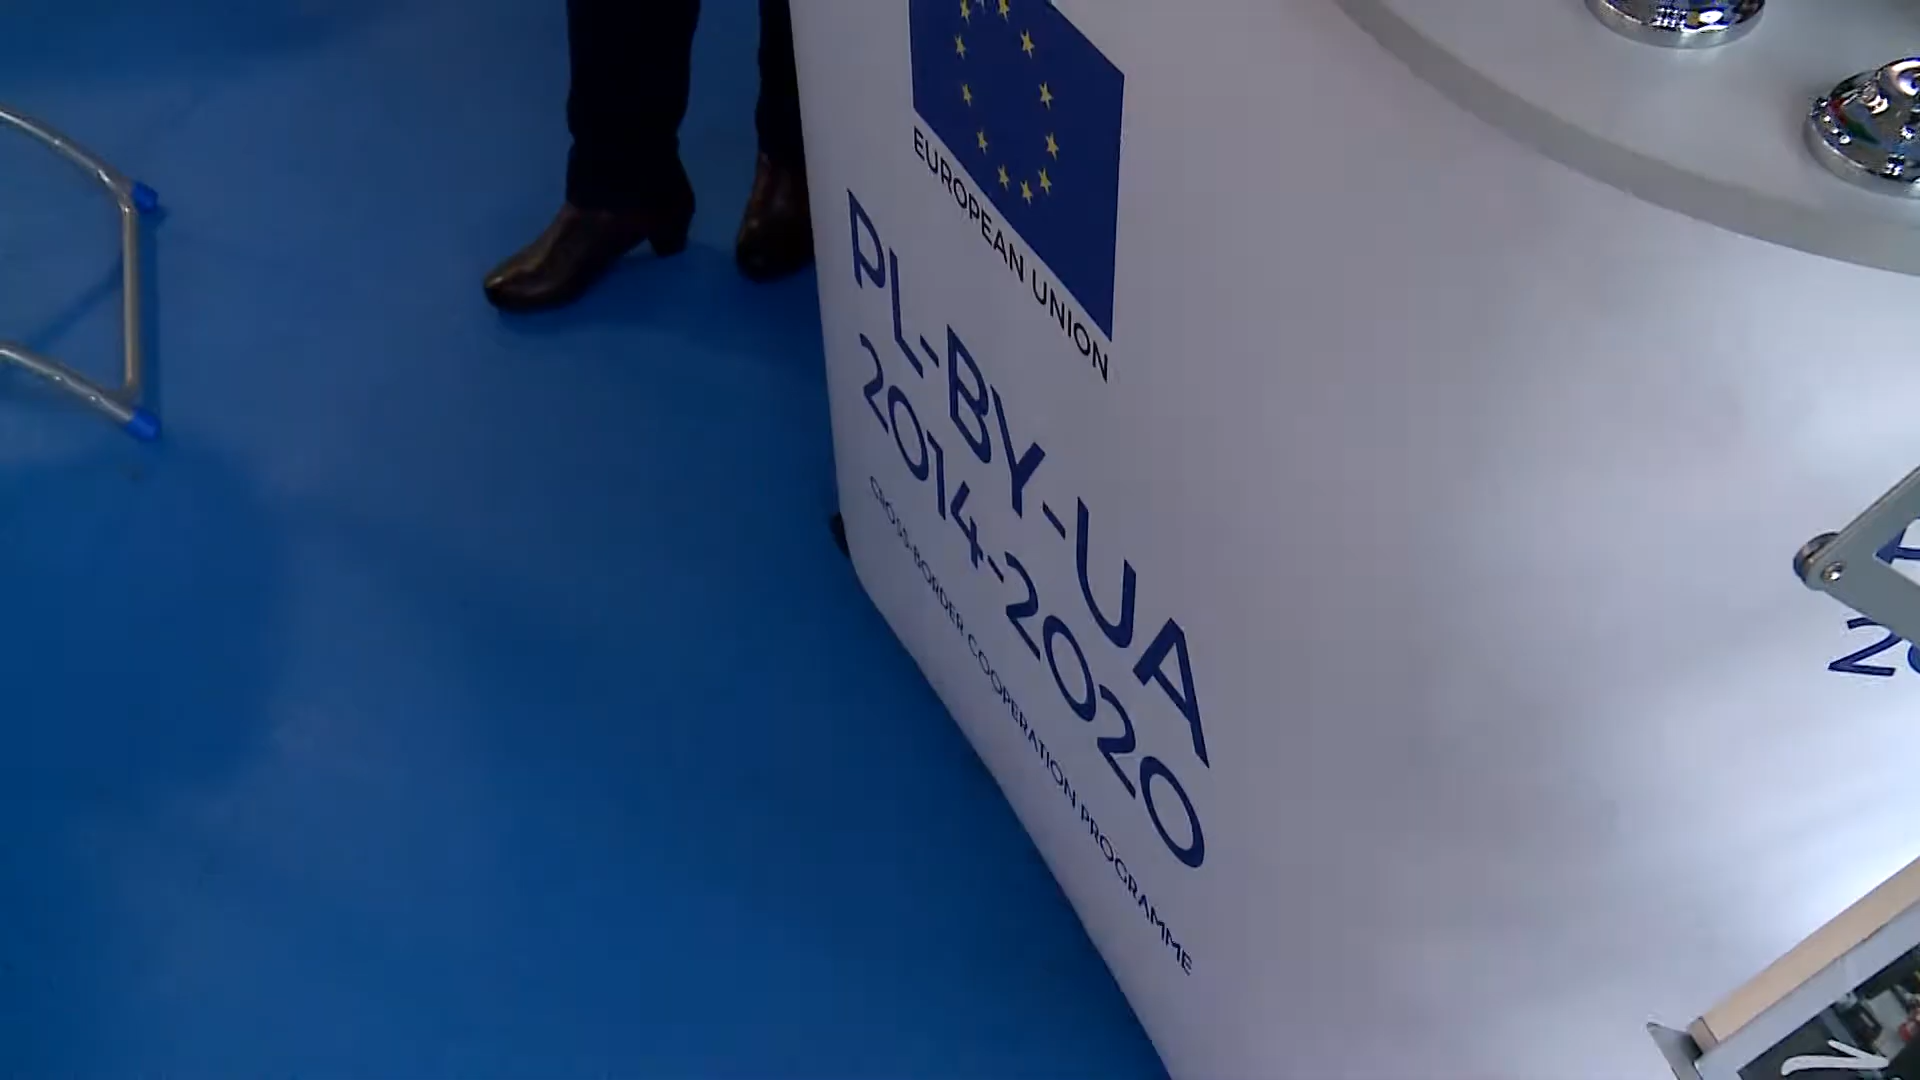 EUROPEAN UNION
PL-BY-UA
2014-2020
CROSS-BORDER COOPERATION PROGRAMME